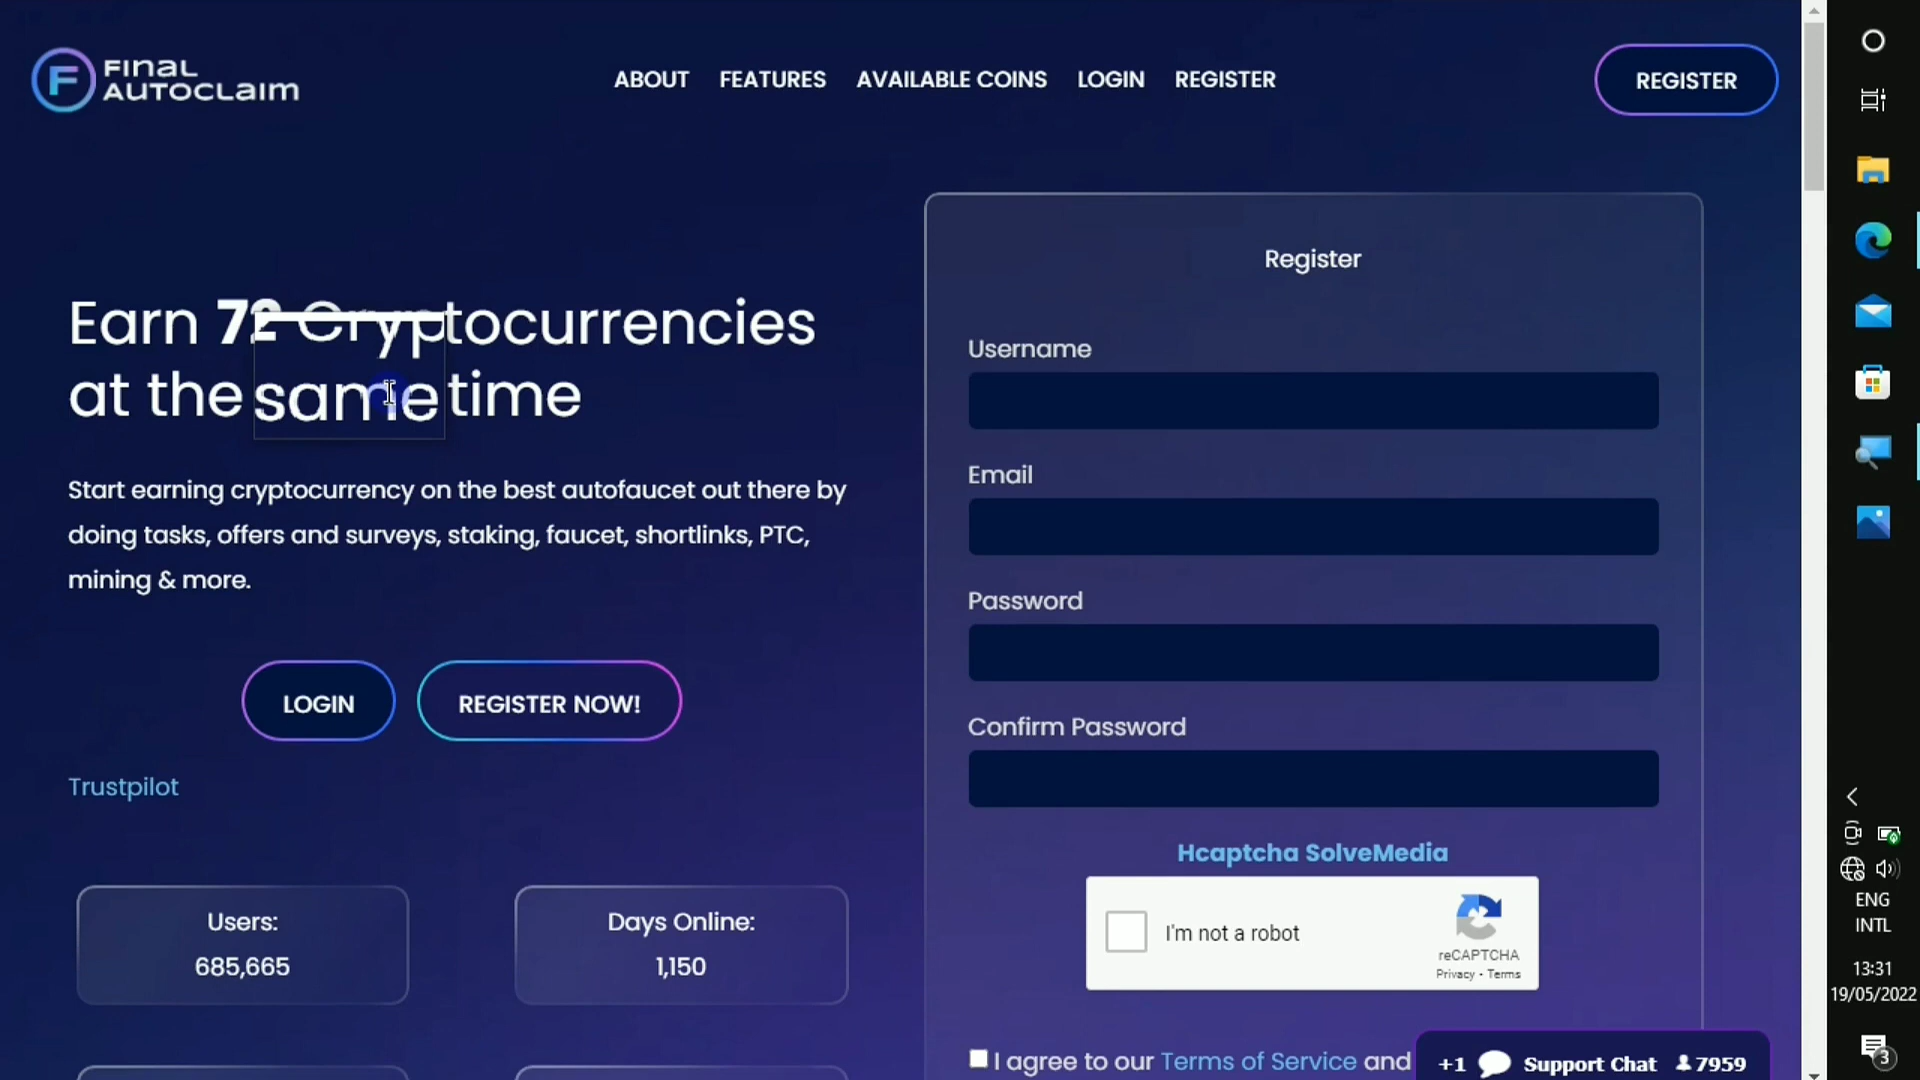 FINAL
AUTOCLAIM
ABOUT FEATURES AVAILABLE COINS LOGIN REGISTER
REGISTER
Earn 72 Cryptocurrencies
at the same time
Start earning cryptocurrency on the best autofaucet out there by
doing tasks, offers and surveys, staking, faucet, shortlinks, PTC,
mining & more.
LOGIN
REGISTER NOW!
Trustpilot
Users:
685,665
Days Online:
1,150
Register
Username
Email
Password
Confirm Password
Hcaptcha SolveMedia
I'm not a robot
reCAPTCHA
Privacy - Terms
I agree to our Terms of Service and
+1 Support Chat 7959
ENG
INTL
13:31
19/05/2022
3